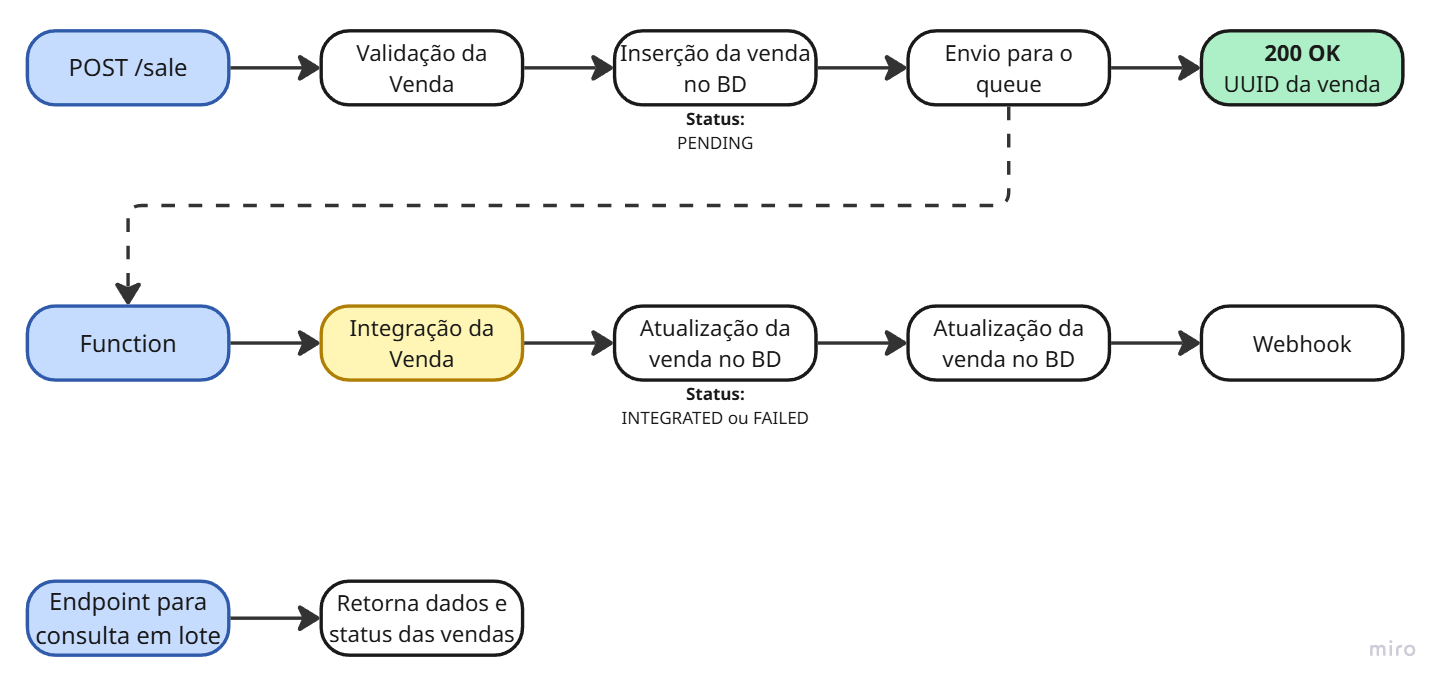 POST /sale
Validação da
Venda
Inserção da venda
no BD
Envio para o
queue
200 OK
UUID da venda
Status:
PENDING
Function
Integração da
Venda
Atualização da
venda no BD
Atualização da
venda no BD
Webhook
Status:
INTEGRATED ou FAILED
Endpoint para
consulta em lote
Retorna dados e
status das vendas
miro